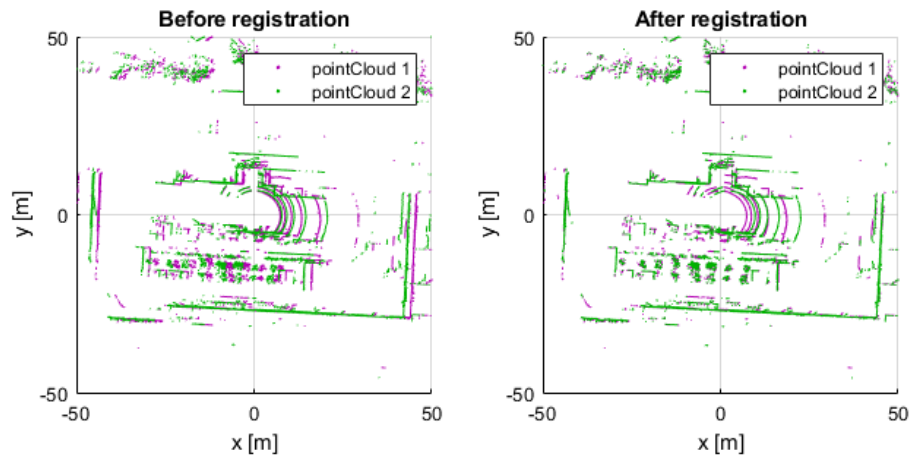 Before registration
50
pointCloud 1
pointCloud 2
y [m]
0
-50
-50
0
50
x [m]
After registration
50
pointCloud 1
pointCloud 2
y [m]
0
-50
-50
0
50
x [m]